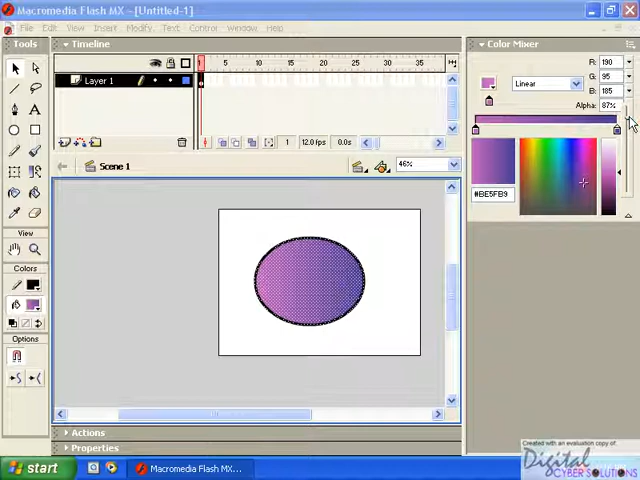 Macromedia Flash MX - [Untitled-1]
File Edit View Insert Modify Text Control Window Help
Tools
Timeline
Color Mixer
1 5 10 15 20 25 30 35
Layer 1
1 12.0 fps 0.0s
Scene 1
46%
R: 190
Linear
G: 95
B: 185
Alpha: 87%
#BE5FB9
View
Colors
Options
Actions
Properties
start
Macromedia Flash MX...
Created with an evaluation copy of:
Digital
CYBER SOLUTIONS